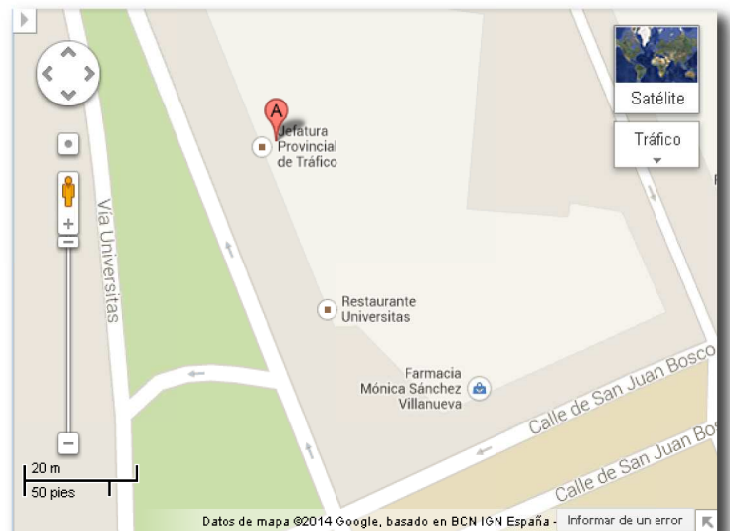 Satélite
Tráfico
A
Jefatura
Provincial
de Tráfico
Vía Universitas
Restaurante
Universitas
Farmacia
Mónica Sánchez
Villanueva
Calle de San Juan Bosco
Calle de San Juan Bos
20 m
50 pies
Datos de mapa ©2014 Google, basado en BCN IGN España -
Informar de un error